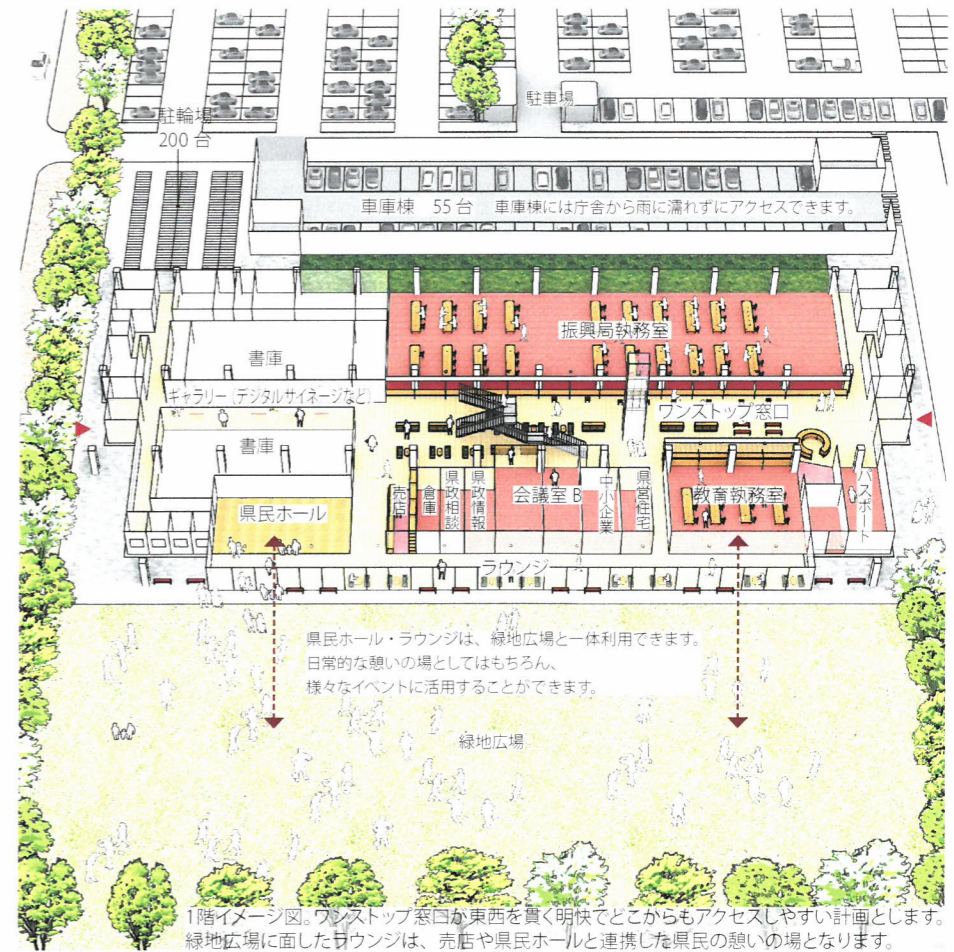 駐車場
駐輪場
200台
車庫棟 55台 車庫棟には庁舎から雨に濡れずにアクセスできます。
振興局執務室
書庫
ギャラリー(デジタルサイネージなど)
ワンストップ窓口
書庫
県民ホール
売店
倉庫
県政相談
県政情報
会議室B
中小企業
県営住宅
教育執務室
パスポート
ラウンジ
県民ホール・ラウンジは、緑地広場と一体利用できます。
日常的な憩いの場としてはもちろん、
様々なイベントに活用することができます。
緑地広場
1階イメージ図。ワンストップ窓口が東西を貫く明快でどこからもアクセスしやすい計画とします。
緑地広場に面したラウンジは、売店や県民ホールと連携した県民の憩いの場となります。